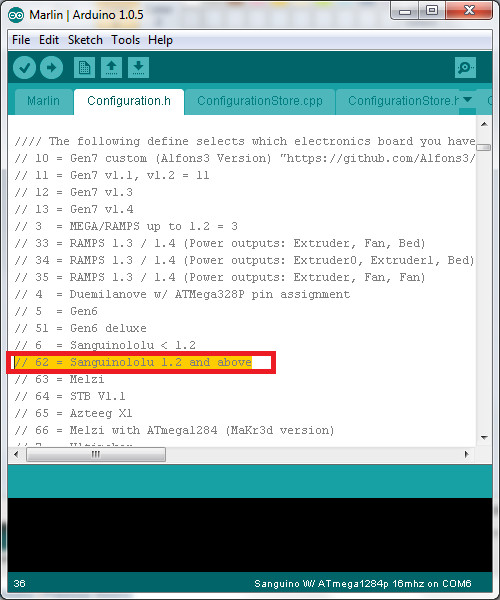 Marlin | Arduino 1.0.5
File Edit Sketch Tools Help
Marlin Configuration.h ConfigurationStore.cpp ConfigurationStore.h
//// The following define selects which electronics board you have
// 10 = Gen7 custom (Alfons3 Version) "https://github.com/Alfons3/
// 11 = Gen7 v1.1, v1.2 = 11
// 12 = Gen7 v1.3
// 13 = Gen7 v1.4
// 3  = MEGA/RAMPS up to 1.2 = 3
// 33 = RAMPS 1.3 / 1.4 (Power outputs: Extruder, Fan, Bed)
// 34 = RAMPS 1.3 / 1.4 (Power outputs: Extruder0, Extruder1, Bed)
// 35 = RAMPS 1.3 / 1.4 (Power outputs: Extruder, Fan, Fan)
// 4  = Duemilanove w/ ATMega328P pin assignment
// 5  = Gen6
// 51 = Gen6 deluxe
// 6  = Sanguinololu < 1.2
// 62 = Sanguinololu 1.2 and above
// 63 = Melzi
// 64 = STB V1.1
// 65 = Azteeg X1
// 66 = Melzi with ATmega1284 (MaKr3d version)
// 7  = Ultimaker
36 Sanguino W/ ATmega1284p 16mhz on COM6